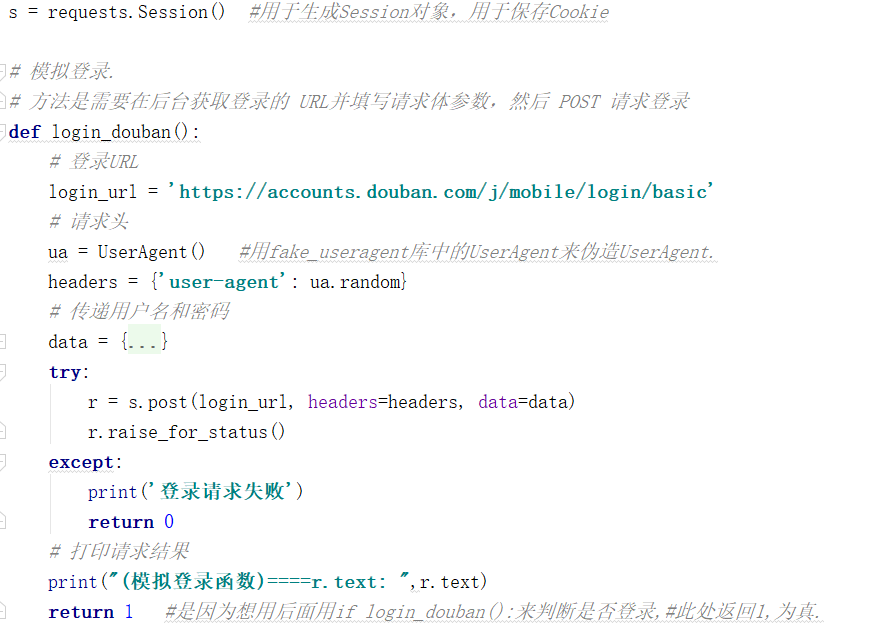 s = requests.Session()  #用于生成Session对象，用于保存Cookie
# 模拟登录.
# 方法是需要在后台获取登录的 URL并填写请求体参数，然后 POST 请求登录
def login_douban():
# 登录URL
login_url = 'https://accounts.douban.com/j/mobile/login/basic'
# 请求头
ua = UserAgent()   #用fake_useragent库中的UserAgent来伪造UserAgent.
headers = {'user-agent': ua.random}
# 传递用户名和密码
data = {...}
try:
r = s.post(login_url, headers=headers, data=data)
r.raise_for_status()
except:
print('登录请求失败')
return 0
# 打印请求结果
print("(模拟登录函数)====r.text: ",r.text)
return 1   #是因为想用后面用if login_douban():来判断是否登录,#此处返回1,为真.